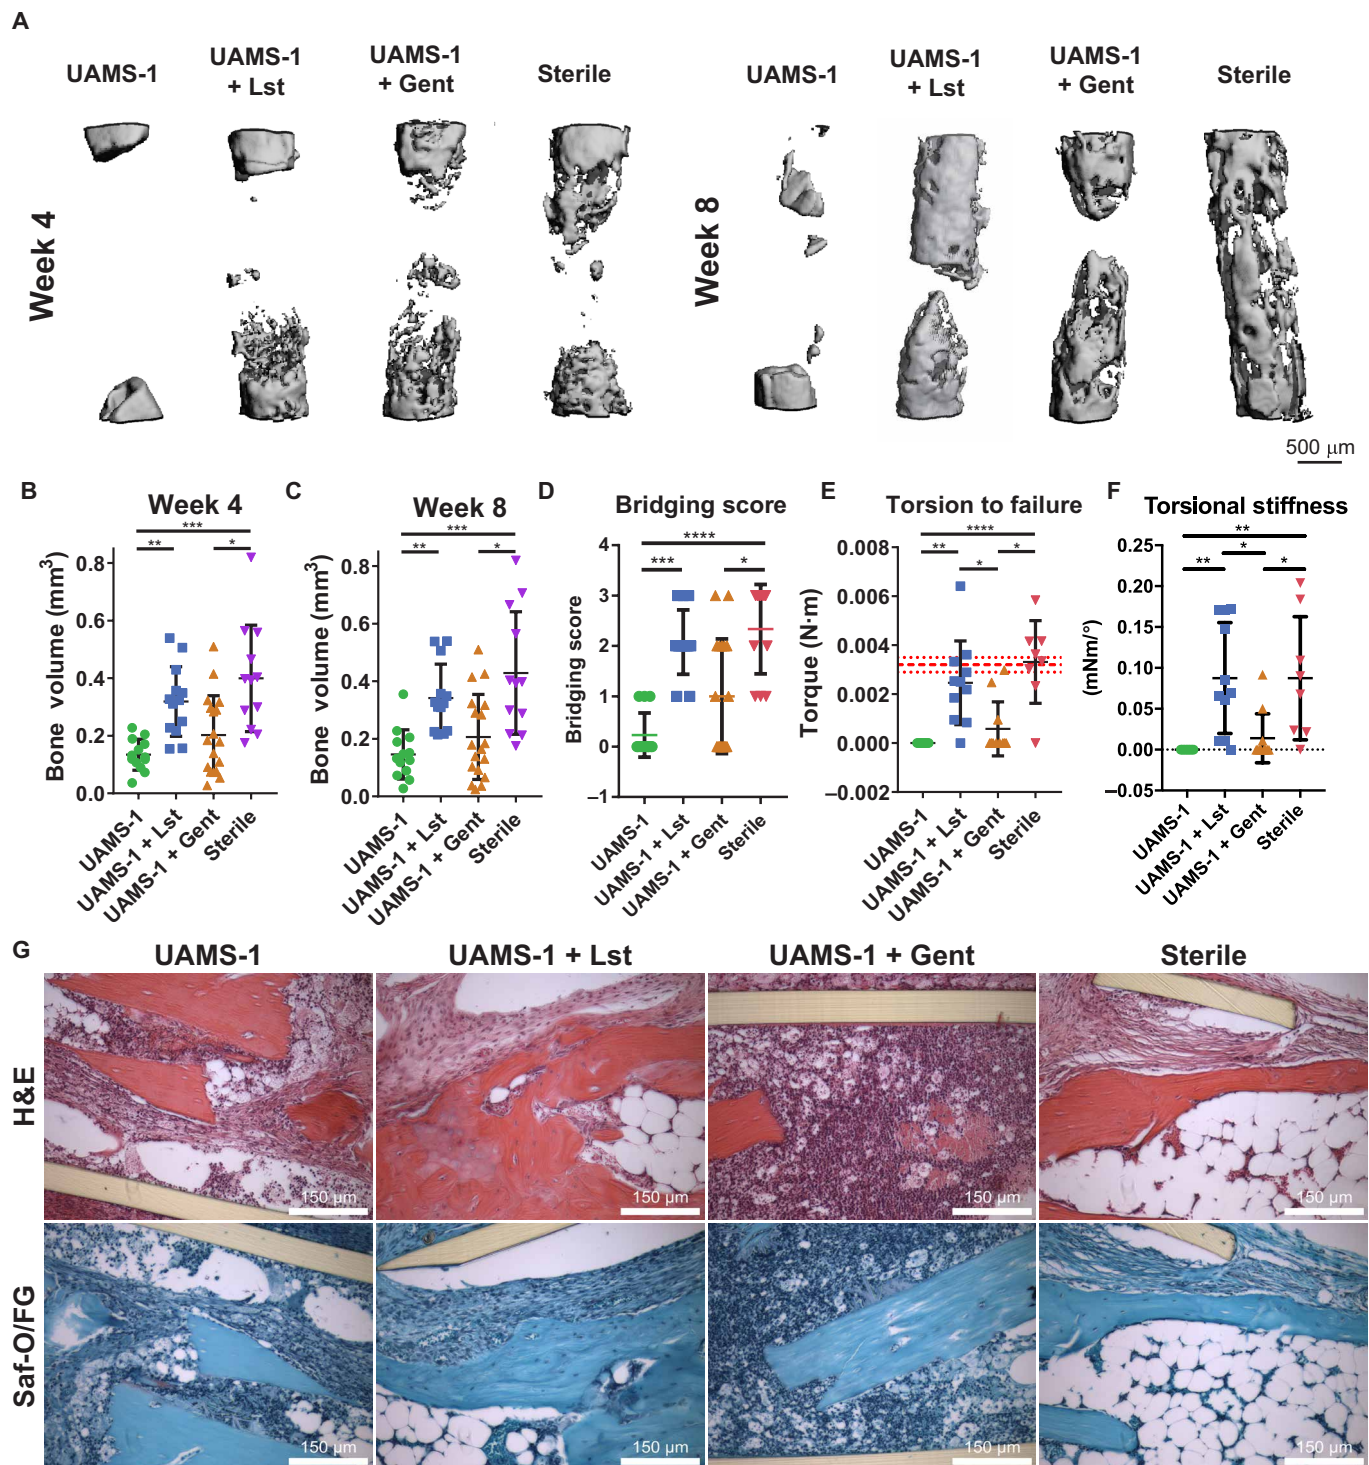 A
UAMS-1
UAMS-1
+ Lst
UAMS-1
+ Gent
Sterile
UAMS-1
UAMS-1
+ Lst
UAMS-1
+ Gent
Sterile
Week 4
Week 8
500 μm
B
Week 4
***
**
*
Bone volume (mm³)
0.8
0.6
0.4
0.2
0.0
UAMS-1
UAMS-1 + Lst
UAMS-1 + Gent
Sterile
C
Week 8
***
**
*
Bone volume (mm³)
0.8
0.6
0.4
0.2
0.0
UAMS-1
UAMS-1 + Lst
UAMS-1 + Gent
Sterile
D
Bridging score
****
***
*
Bridging score
4
3
2
1
0
–1
UAMS-1
UAMS-1 + Lst
UAMS-1 + Gent
Sterile
E
Torsion to failure
****
**
*
*
Torque (N·m)
0.008
0.006
0.004
0.002
0.000
–0.002
UAMS-1
UAMS-1 + Lst
UAMS-1 + Gent
Sterile
F
Torsional stiffness
**
*
**
*
(mNm/°)
0.25
0.20
0.15
0.10
0.05
0.00
–0.05
UAMS-1
UAMS-1 + Lst
UAMS-1 + Gent
Sterile
G
UAMS-1
UAMS-1 + Lst
UAMS-1 + Gent
Sterile
H&E
150 μm
150 μm
150 μm
150 μm
Saf-O/FG
150 μm
150 μm
150 μm
150 μm